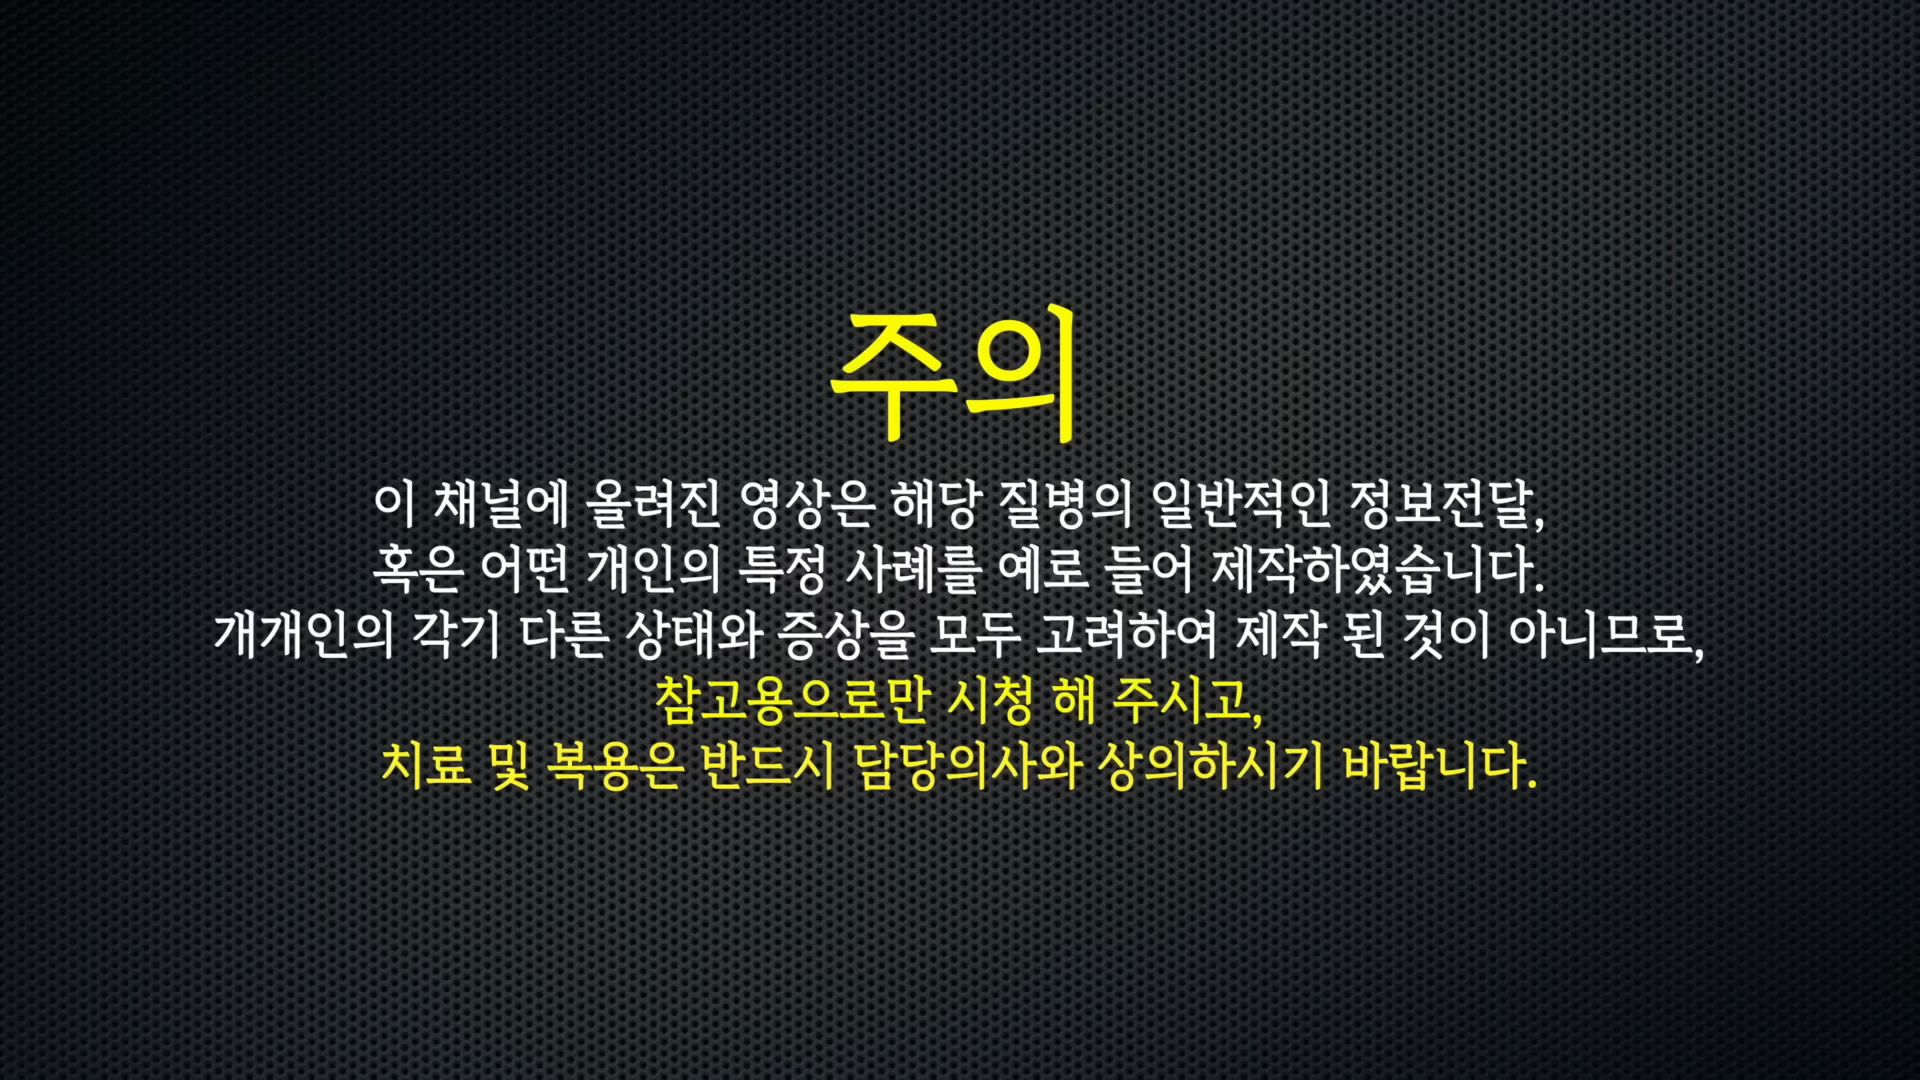 주의
이 채널에 올려진 영상은 해당 질병의 일반적인 정보전달,
혹은 어떤 개인의 특정 사례를 예로 들어 제작하였습니다.
개개인의 각기 다른 상태와 증상을 모두 고려하여 제작 된 것이 아니므로,
참고용으로만 시청 해 주시고,
치료 및 복용은 반드시 담당의사와 상의하시기 바랍니다.